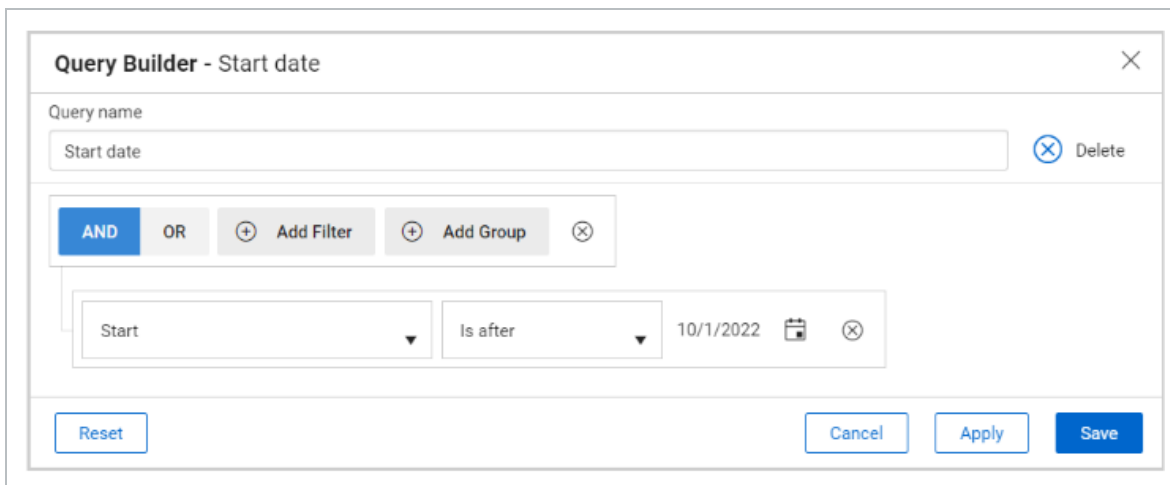 Query Builder - Start date
Query name
Start date
Delete
AND OR Add Filter Add Group
Start Is after 10/1/2022
Reset Cancel Apply Save